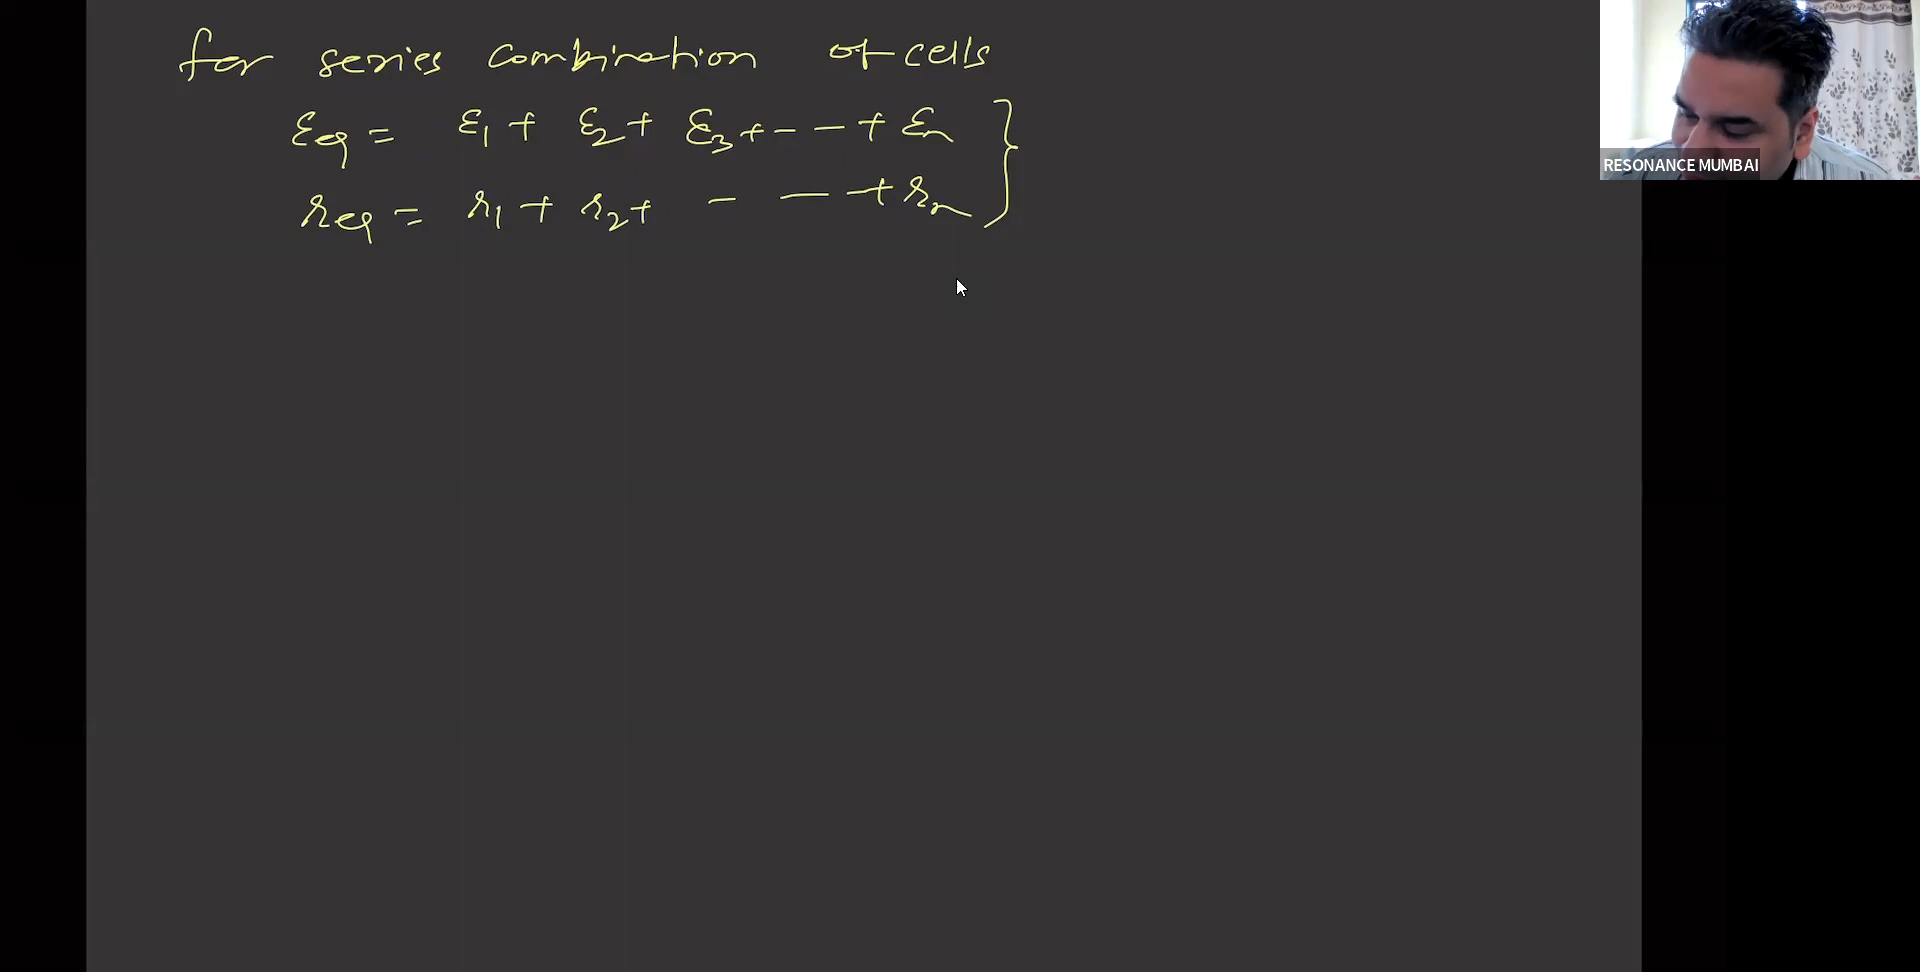 for series combination of cells
εeq = ε1 + ε2 + ε3 + - - + εn
req = r1 + r2 + - - + rn
RESONANCE MUMBAI